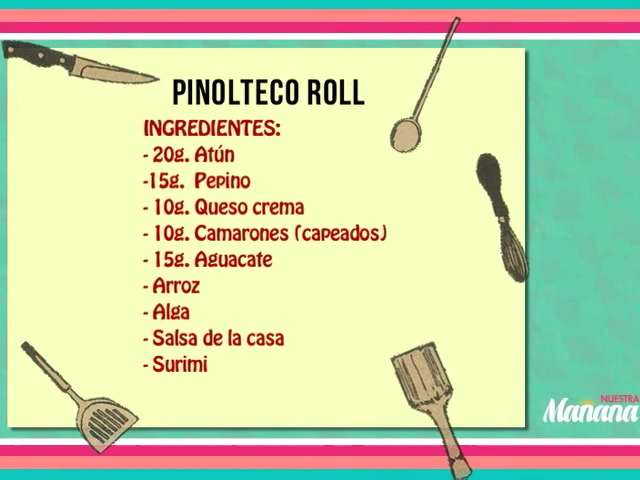 PINOLTECO ROLL
INGREDIENTES:
- 20g. Atún
-15g. Pepino
- 10g. Queso crema
- 10g. Camarones (capeados)
- 15g. Aguacate
- Arroz
- Alga
- Salsa de la casa
- Surimi
NUESTRA
Mañana